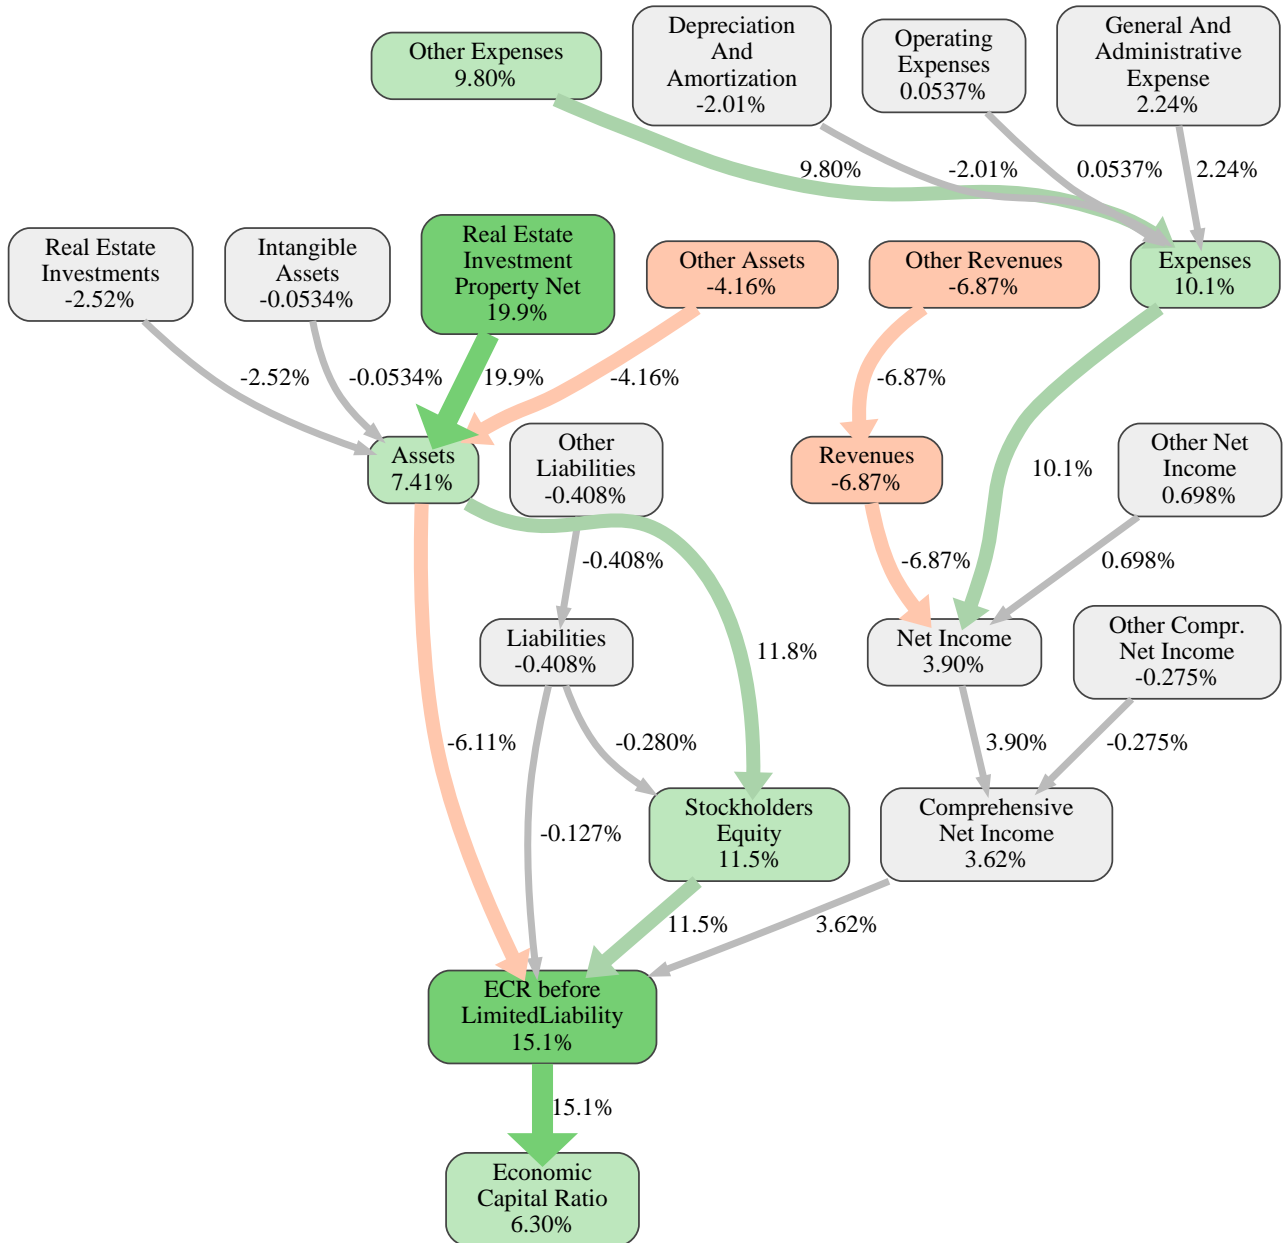 Other Expenses
9.80%
Depreciation
And
Amortization
-2.01%
Operating
Expenses
0.0537%
General And
Administrative
Expense
2.24%
9.80%
-2.01%
0.0537%
2.24%
Real Estate
Investments
-2.52%
Intangible
Assets
-0.0534%
Real Estate
Investment
Property Net
19.9%
Other Assets
-4.16%
Other Revenues
-6.87%
Expenses
10.1%
-2.52%
-0.0534%
19.9%
-4.16%
-6.87%
Assets
7.41%
Other
Liabilities
-0.408%
Revenues
-6.87%
10.1%
Other Net
Income
0.698%
-0.408%
-6.87%
0.698%
Liabilities
-0.408%
11.8%
Net Income
3.90%
Other Compr.
Net Income
-0.275%
-6.11%
-0.280%
3.90%
-0.275%
-0.127%
Stockholders
Equity
11.5%
Comprehensive
Net Income
3.62%
11.5%
3.62%
ECR before
LimitedLiability
15.1%
15.1%
Economic
Capital Ratio
6.30%